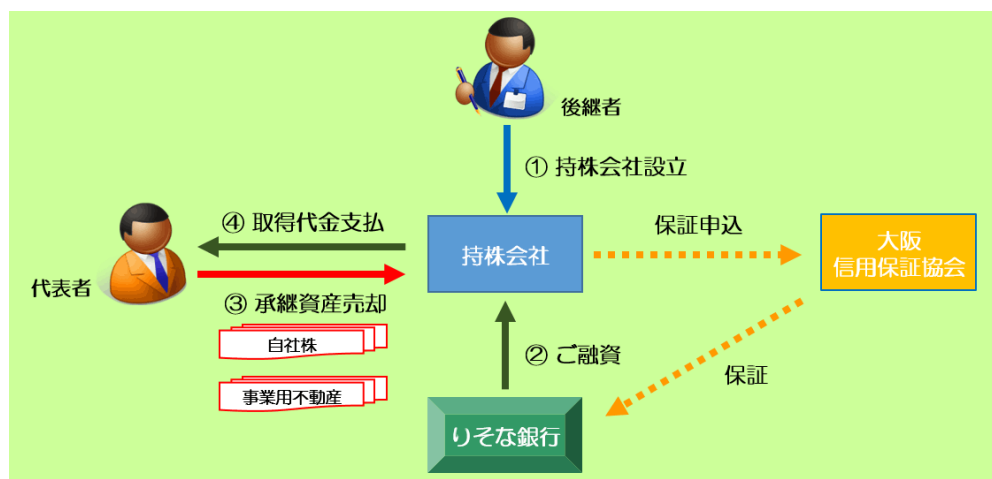 後継者
① 持株会社設立
④ 取得代金支払
持株会社
保証申込
大阪
信用保証協会
代表者
③ 承継資産売却
自社株
② ご融資
事業用不動産
保証
りそな銀行